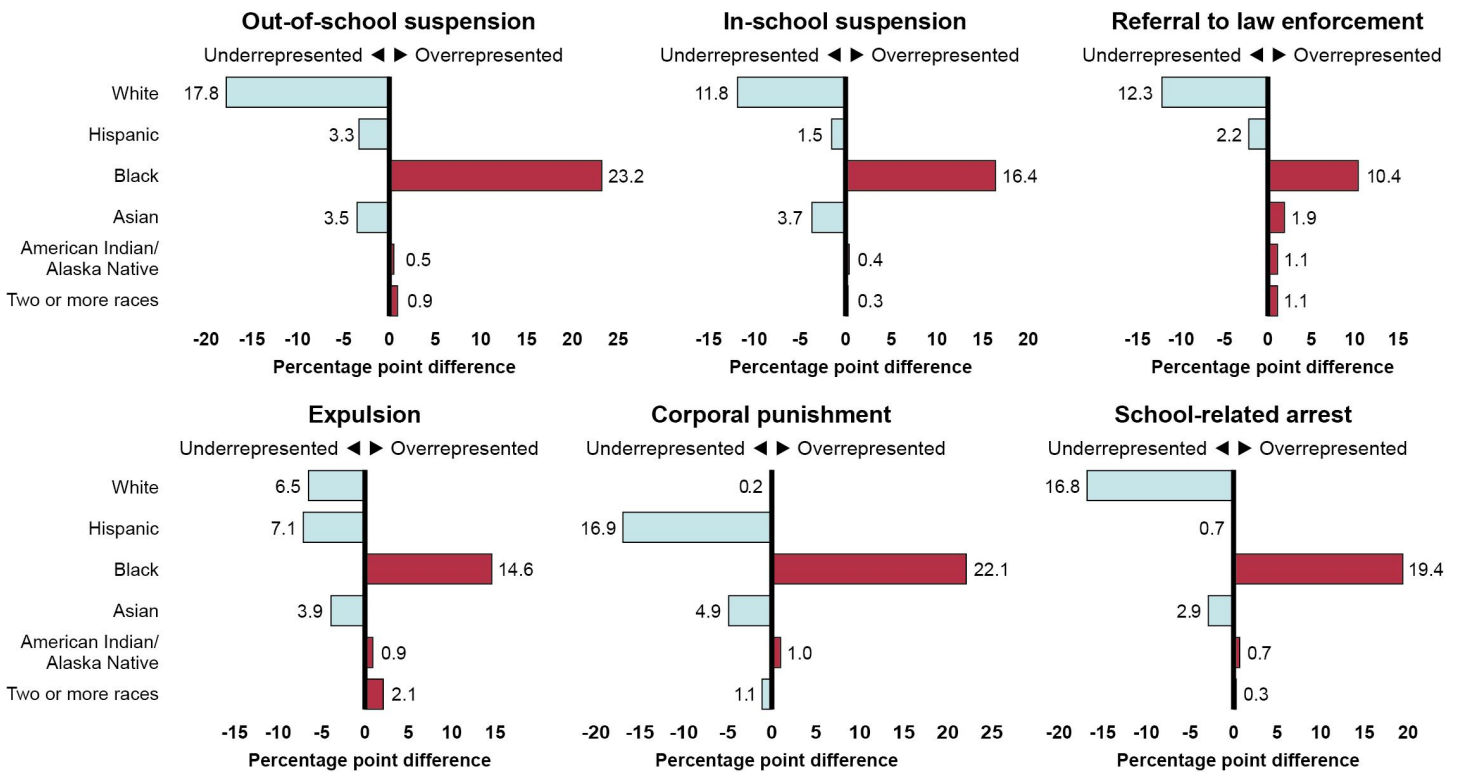 Out-of-school suspension
Underrepresented ◄ ► Overrepresented
White 17.8
Hispanic 3.3
Black 23.2
Asian 3.5
American Indian/
Alaska Native 0.5
Two or more races 0.9
-20 -15 -10 -5 0 5 10 15 20 25
Percentage point difference
In-school suspension
Underrepresented ◄ ► Overrepresented
11.8
1.5
16.4
3.7
0.4
0.3
-15 -10 -5 0 5 10 15 20
Percentage point difference
Referral to law enforcement
Underrepresented ◄ ► Overrepresented
12.3
2.2
10.4
1.9
1.1
1.1
-15 -10 -5 0 5 10 15
Percentage point difference
Expulsion
Underrepresented ◄ ► Overrepresented
White 6.5
Hispanic 7.1
Black 14.6
Asian 3.9
American Indian/
Alaska Native 0.9
Two or more races 2.1
-15 -10 -5 0 5 10 15
Percentage point difference
Corporal punishment
Underrepresented ◄ ► Overrepresented
0.2
16.9
22.1
4.9
1.0
1.1
-20 -15 -10 -5 0 5 10 15 20 25
Percentage point difference
School-related arrest
Underrepresented ◄ ► Overrepresented
16.8
0.7
19.4
2.9
0.7
0.3
-20 -15 -10 -5 0 5 10 15 20
Percentage point difference